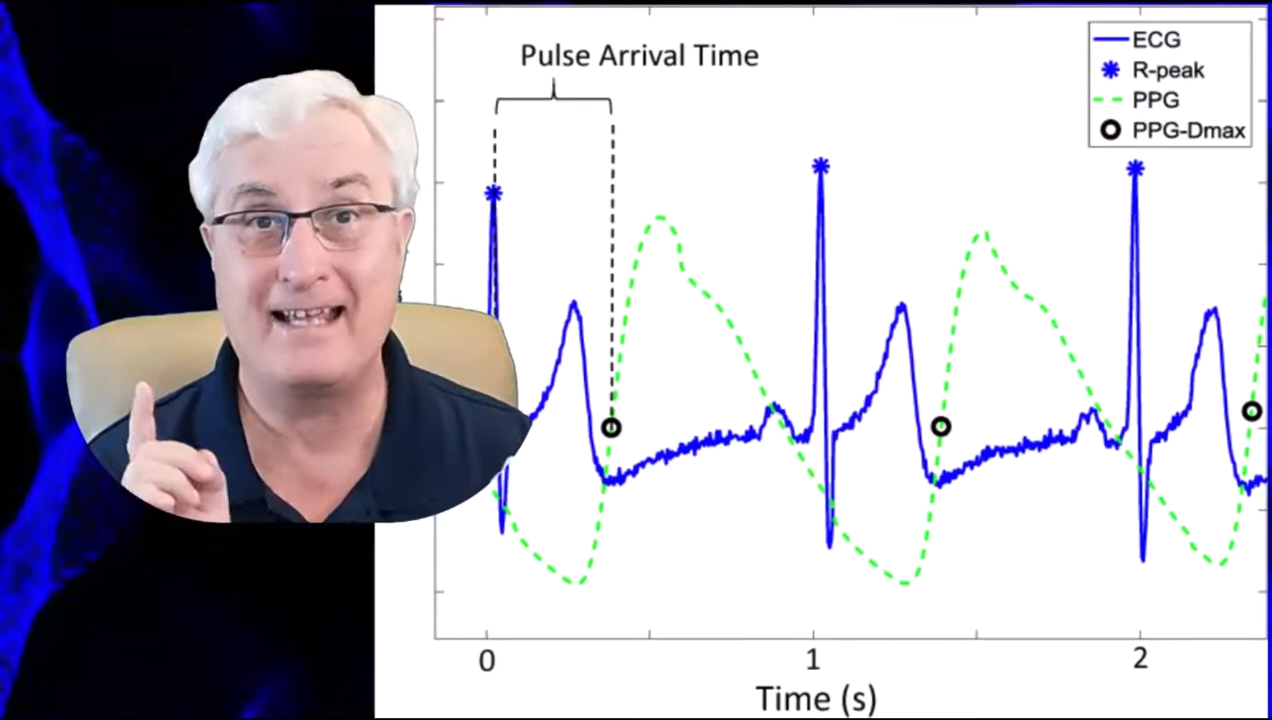 Pulse Arrival Time
ECG
R-peak
PPG
PPG-Dmax
0 1 2
Time (s)